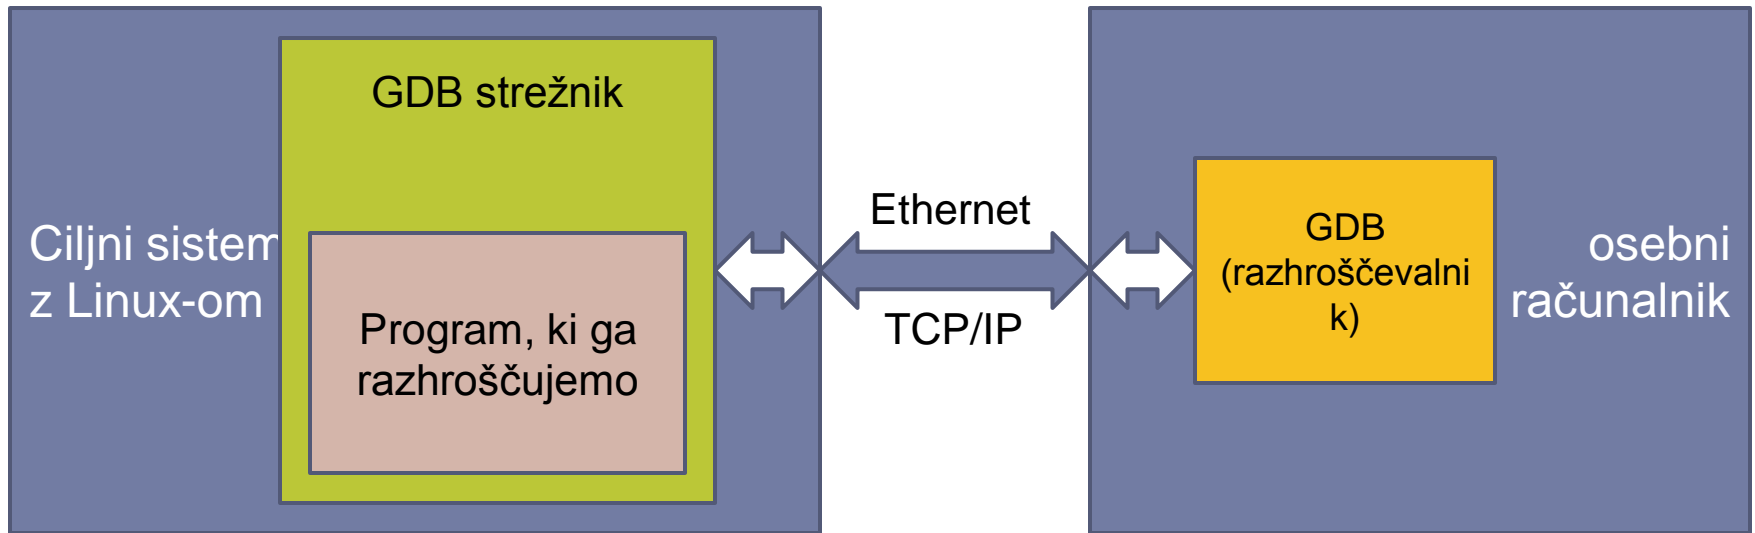 Ciljni sistem
z Linux-om
GDB strežnik
Program, ki ga
razhroščujemo
Ethernet
TCP/IP
GDB
(razhroščevalni
k)
osebni
računalnik